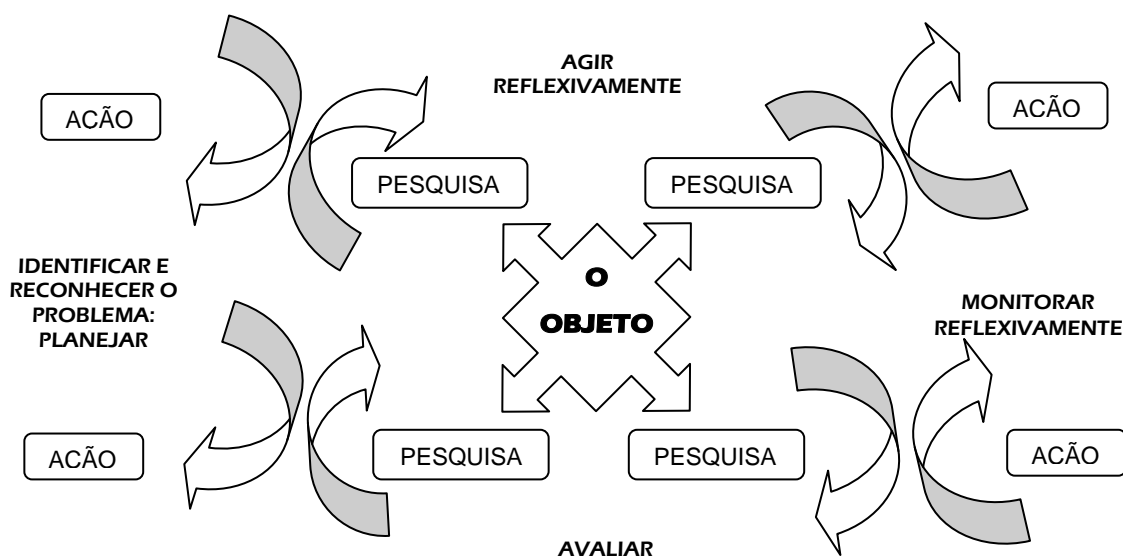 AGIR
REFLEXIVAMENTE
ACÃO
ACÃO
PESQUISA
PESQUISA
IDENTIFICAR E
RECONHECER O
PROBLEMA:
PLANEJAR
O
OBJETO
MONITORAR
REFLEXIVAMENTE
ACÃO
PESQUISA
PESQUISA
ACÃO
AVALIAR